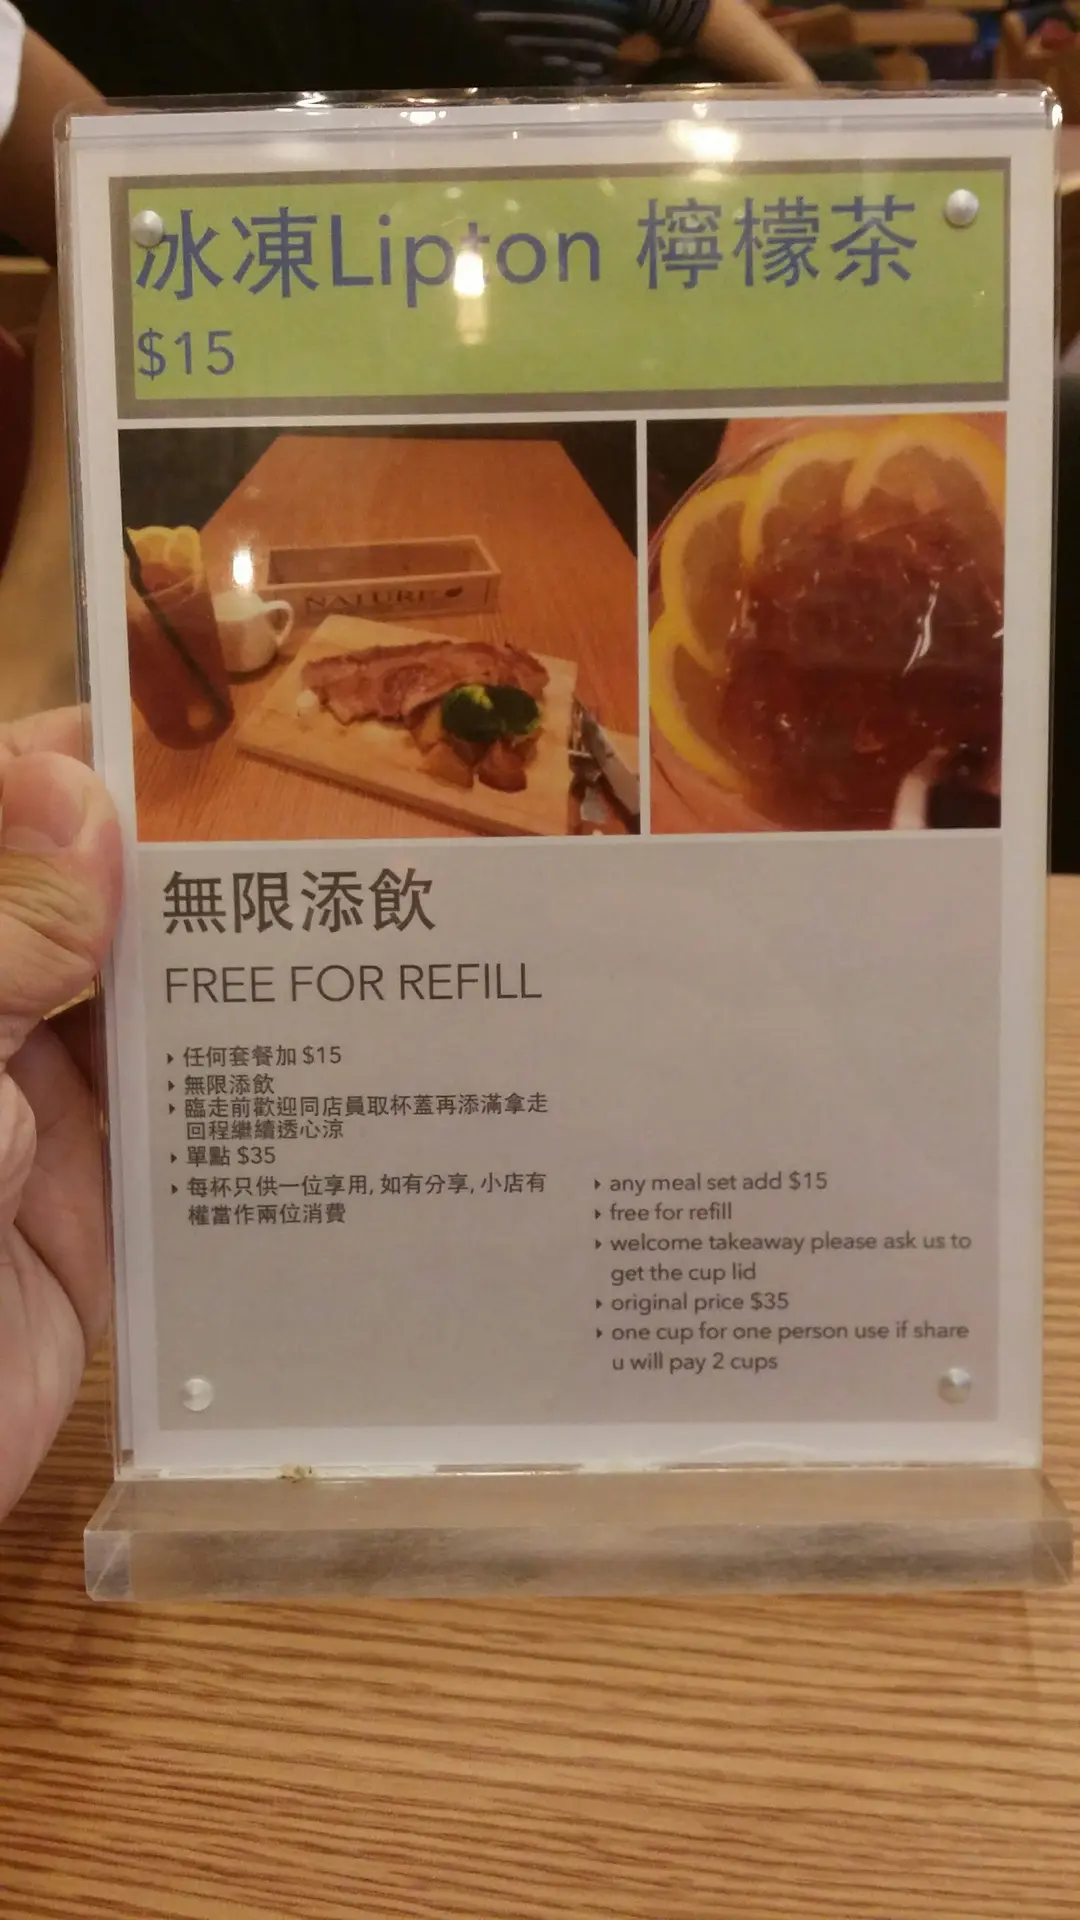 冰凍Lipton 檸檬茶
$15
NATURE
無限添飲
FREE FOR REFILL
任何套餐加 $15
無限添飲
臨走前歡迎同店員取杯蓋再添滿拿走
回程繼續透心涼
單點 $35
每杯只供一位享用, 如有分享, 小店有
權當作兩位消費
any meal set add $15
free for refill
welcome takeaway please ask us to
get the cup lid
original price $35
one cup for one person use if share
u will pay 2 cups